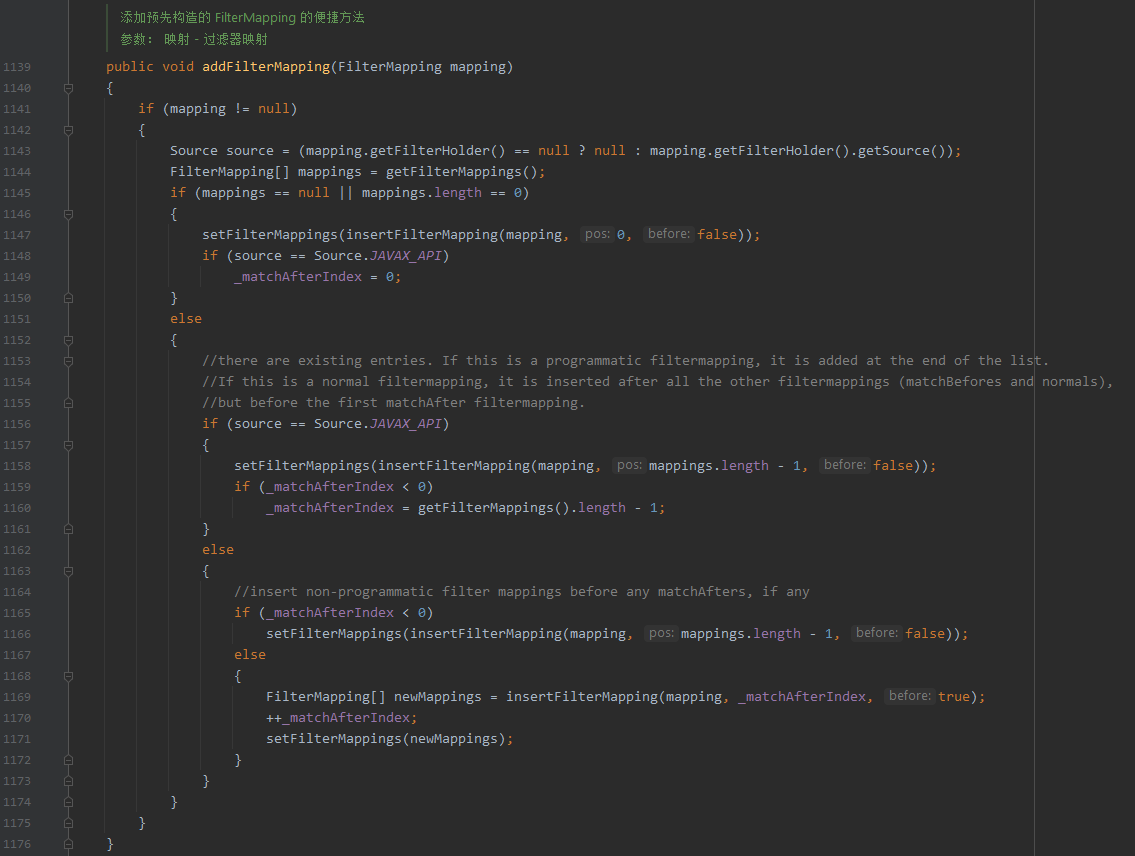 添加预先构造的 FilterMapping 的便捷方法
参数： 映射 - 过滤器映射
1139 public void addFilterMapping(FilterMapping mapping)
1140 {
1141 if (mapping != null)
1142 {
1143 Source source = (mapping.getFilterHolder() == null ? null : mapping.getFilterHolder().getSource());
1144 FilterMapping[] mappings = getFilterMappings();
1145 if (mappings == null || mappings.length == 0)
1146 {
1147 setFilterMappings(insertFilterMapping(mapping, pos: 0, before: false));
1148 if (source == Source.JAVAX_API)
1149 _matchAfterIndex = 0;
1150 }
1151 else
1152 {
1153 //there are existing entries. If this is a programmatic filtermapping, it is added at the end of the list.
1154 //If this is a normal filtermapping, it is inserted after all the other filtermappings (matchBefores and normals),
1155 //but before the first matchAfter filtermapping.
1156 if (source == Source.JAVAX_API)
1157 {
1158 setFilterMappings(insertFilterMapping(mapping, pos: mappings.length - 1, before: false));
1159 if (_matchAfterIndex < 0)
1160 _matchAfterIndex = getFilterMappings().length - 1;
1161 }
1162 else
1163 {
1164 //insert non-programmatic filter mappings before any matchAfters, if any
1165 if (_matchAfterIndex < 0)
1166 setFilterMappings(insertFilterMapping(mapping, pos: mappings.length - 1, before: false));
1167 else
1168 {
1169 FilterMapping[] newMappings = insertFilterMapping(mapping, _matchAfterIndex, before: true);
1170 ++_matchAfterIndex;
1171 setFilterMappings(newMappings);
1172 }
1173 }
1174 }
1175 }
1176 }